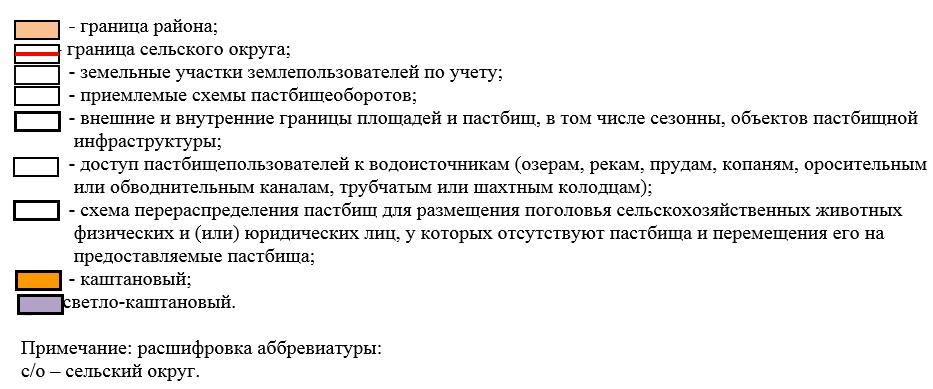 - граница района;
- граница сельского округа;
- земельные участки землепользователей по учету;
- приемлемые схемы пастбищеоборотов;
- внешние и внутренние границы площадей и пастбищ, в том числе сезонны, объектов пастбищной
инфраструктуры;
- доступ пастбищепользователей к водоисточникам (озерам, рекам, прудам, копаням, оросительным
или обводнительным каналам, трубчатым или шахтным колодцам);
- схема перераспределения пастбищ для размещения поголовья сельскохозяйственных животных
физических и (или) юридических лиц, у которых отсутствуют пастбища и перемещения его на
предоставляемые пастбища;
- каштановый;
светло-каштановый.
Примечание: расшифровка аббревиатуры:
с/о – сельский округ.